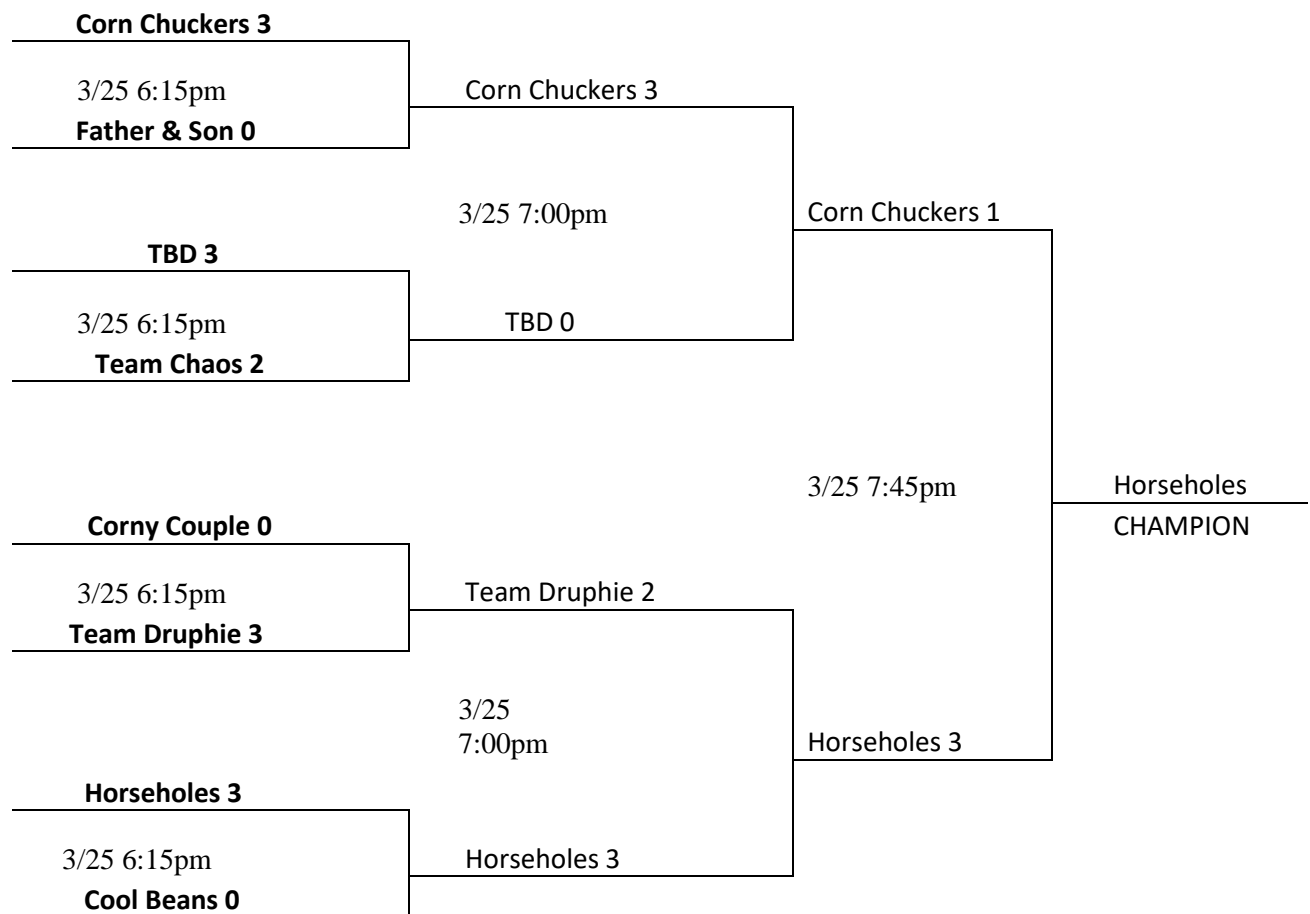 Corn Chuckers 3
3/25 6:15pm
Corn Chuckers 3
Father & Son 0
3/25 7:00pm
Corn Chuckers 1
TBD 3
3/25 6:15pm
TBD 0
Team Chaos 2
3/25 7:45pm
Horseholes
CHAMPION
Corny Couple 0
3/25 6:15pm
Team Druphie 2
Team Druphie 3
3/25
7:00pm
Horseholes 3
Horseholes 3
3/25 6:15pm
Horseholes 3
Cool Beans 0